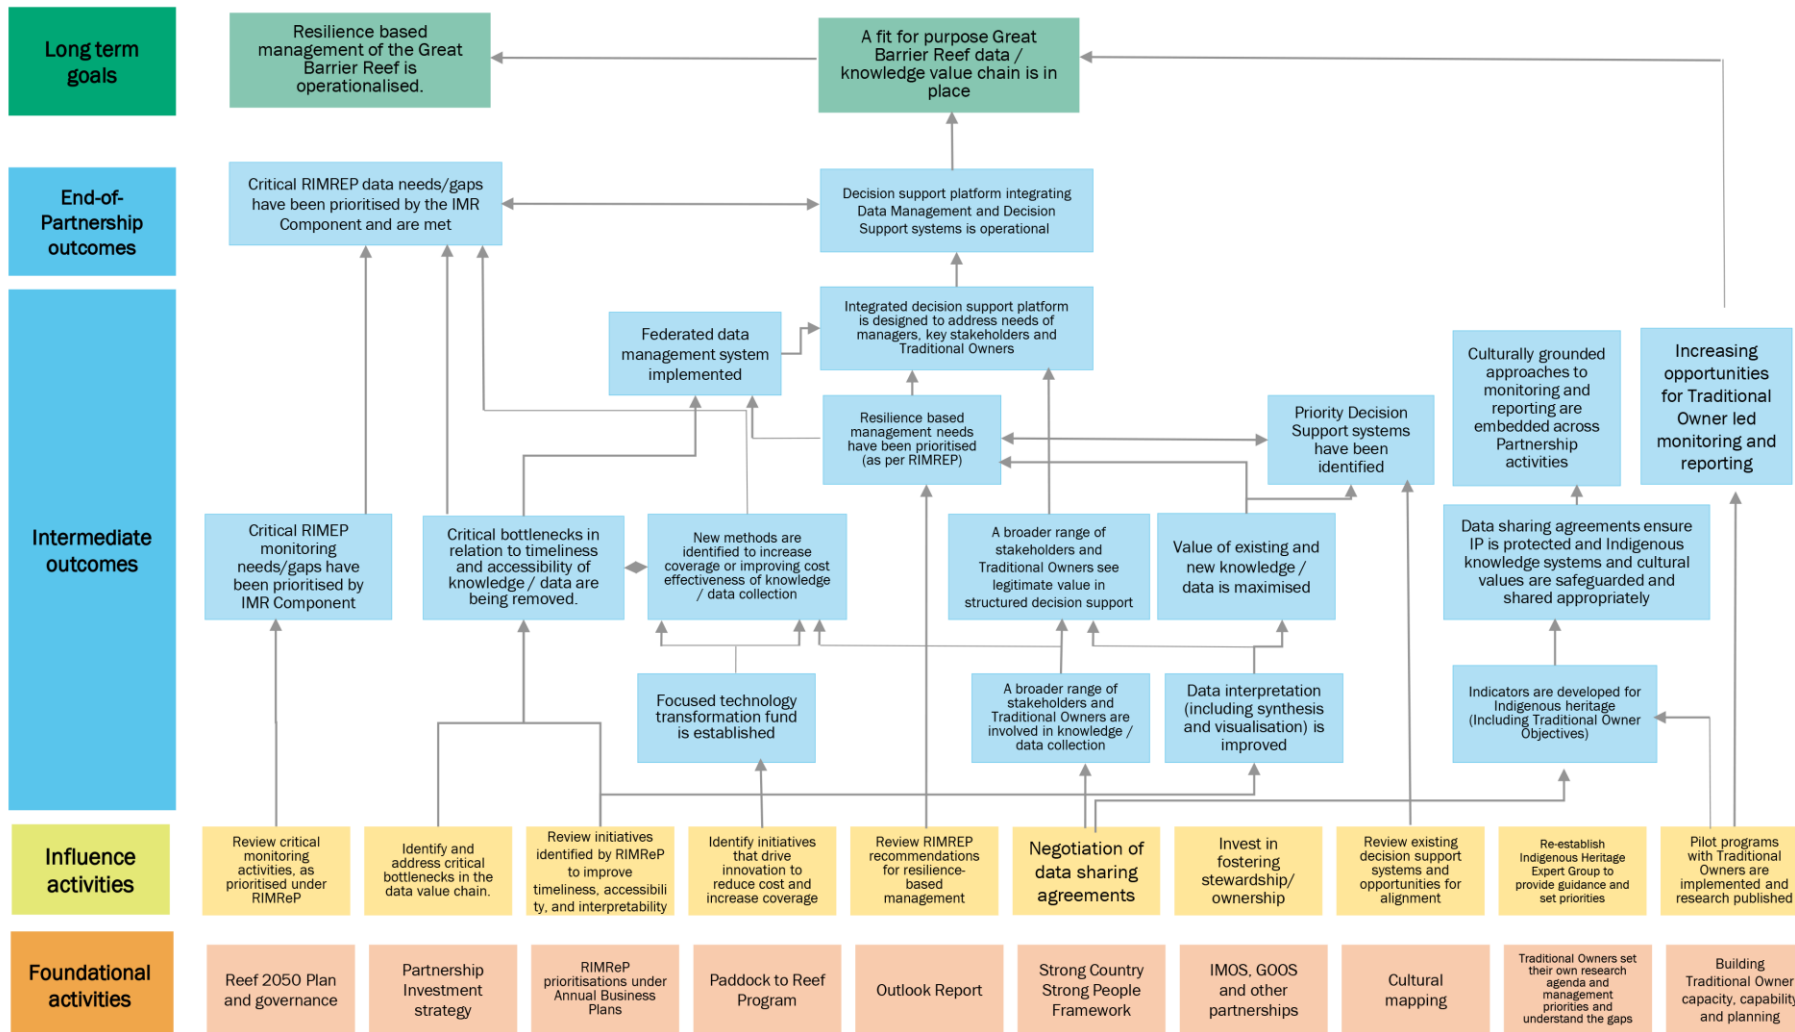 Long term
goals
Resilience based
management of the Great
Barrier Reef is
operationalised.
A fit for purpose Great
Barrier Reef data /
knowledge value chain is in
place
End-of-
Partnership
outcomes
Critical RIMREP data needs/gaps
have been prioritised by the IMR
Component and are met
Decision support platform integrating
Data Management and Decision
Support systems is operational
Intermediate
outcomes
Integrated decision support platform
is designed to address needs of
managers, key stakeholders and
Traditional Owners
Federated data
management system
implemented
Culturally grounded
approaches to
monitoring and
reporting are
embedded across
Partnership
activities
Increasing
opportunities
for Traditional
Owner led
monitoring and
reporting
Resilience based
management needs
have been prioritised
(as per RIMREP)
Priority Decision
Support systems
have been
identified
Critical RIMEP
monitoring
needs/gaps have
been prioritised by
IMR Component
Critical bottlenecks in
relation to timeliness
and accessibility of
knowledge / data are
being removed.
New methods are
identified to increase
coverage or improving cost
effectiveness of knowledge
/ data collection
A broader range of
stakeholders and
Traditional Owners see
legitimate value in
structured decision support
Value of existing and
new knowledge /
data is maximised
Data sharing agreements ensure
IP is protected and Indigenous
knowledge systems and cultural
values are safeguarded and
shared appropriately
Focused technology
transformation fund
is established
A broader range of
stakeholders and
Traditional Owners are
involved in knowledge /
data collection
Data interpretation
(including synthesis
and visualisation) is
improved
Indicators are developed for
Indigenous heritage
(Including Traditional Owner
Objectives)
Influence
activities
Review critical
monitoring
activities, as
prioritised under
RIMReP
Identify and
address critical
bottlenecks in the
data value chain.
Review initiatives
identified by RIMReP
to improve
timeliness, accessibili
ty, and interpretability
Identify initiatives
that drive
innovation to
reduce cost and
increase coverage
Review RIMREP
recommendations
for resilience-
based
management
Negotiation of
data sharing
agreements
Invest in
fostering
stewardship/
ownership
Review existing
decision support
systems and
opportunities for
alignment
Re-establish
Indigenous Heritage
Expert Group to
provide guidance and
set priorities
Pilot programs
with Traditional
Owners are
implemented and
research published
Foundational
activities
Reef 2050 Plan
and governance
Partnership
Investment
strategy
RIMReP
prioritisations under
Annual Business
Plans
Paddock to Reef
Program
Outlook Report
Strong Country
Strong People
Framework
IMOS, GOOS
and other
partnerships
Cultural
mapping
Traditional Owners set
their own research
agenda and
management
priorities and
understand the gaps
Building
Traditional Owner
capacity, capability
and planning